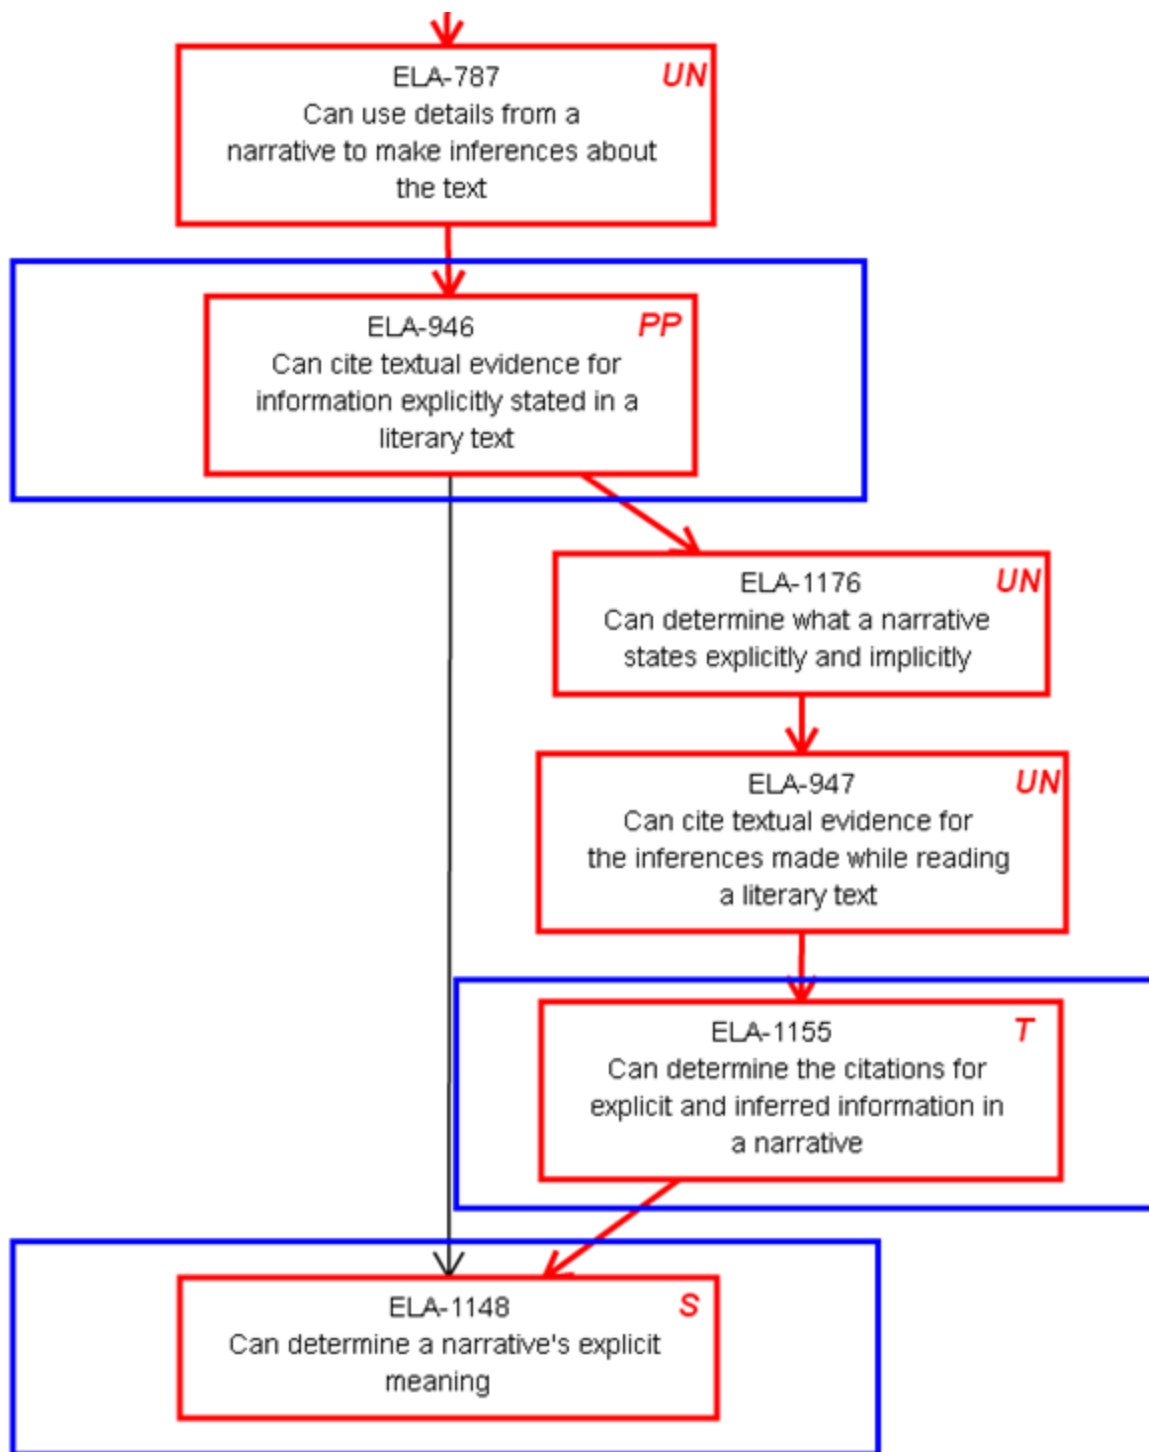 ELA-787 UN
Can use details from a
narrative to make inferences about
the text
ELA-946 PP
Can cite textual evidence for
information explicitly stated in a
literary text
ELA-1176 UN
Can determine what a narrative
states explicitly and implicitly
ELA-947 UN
Can cite textual evidence for
the inferences made while reading
a literary text
ELA-1155 T
Can determine the citations for
explicit and inferred information in
a narrative
ELA-1148 S
Can determine a narrative's explicit
meaning